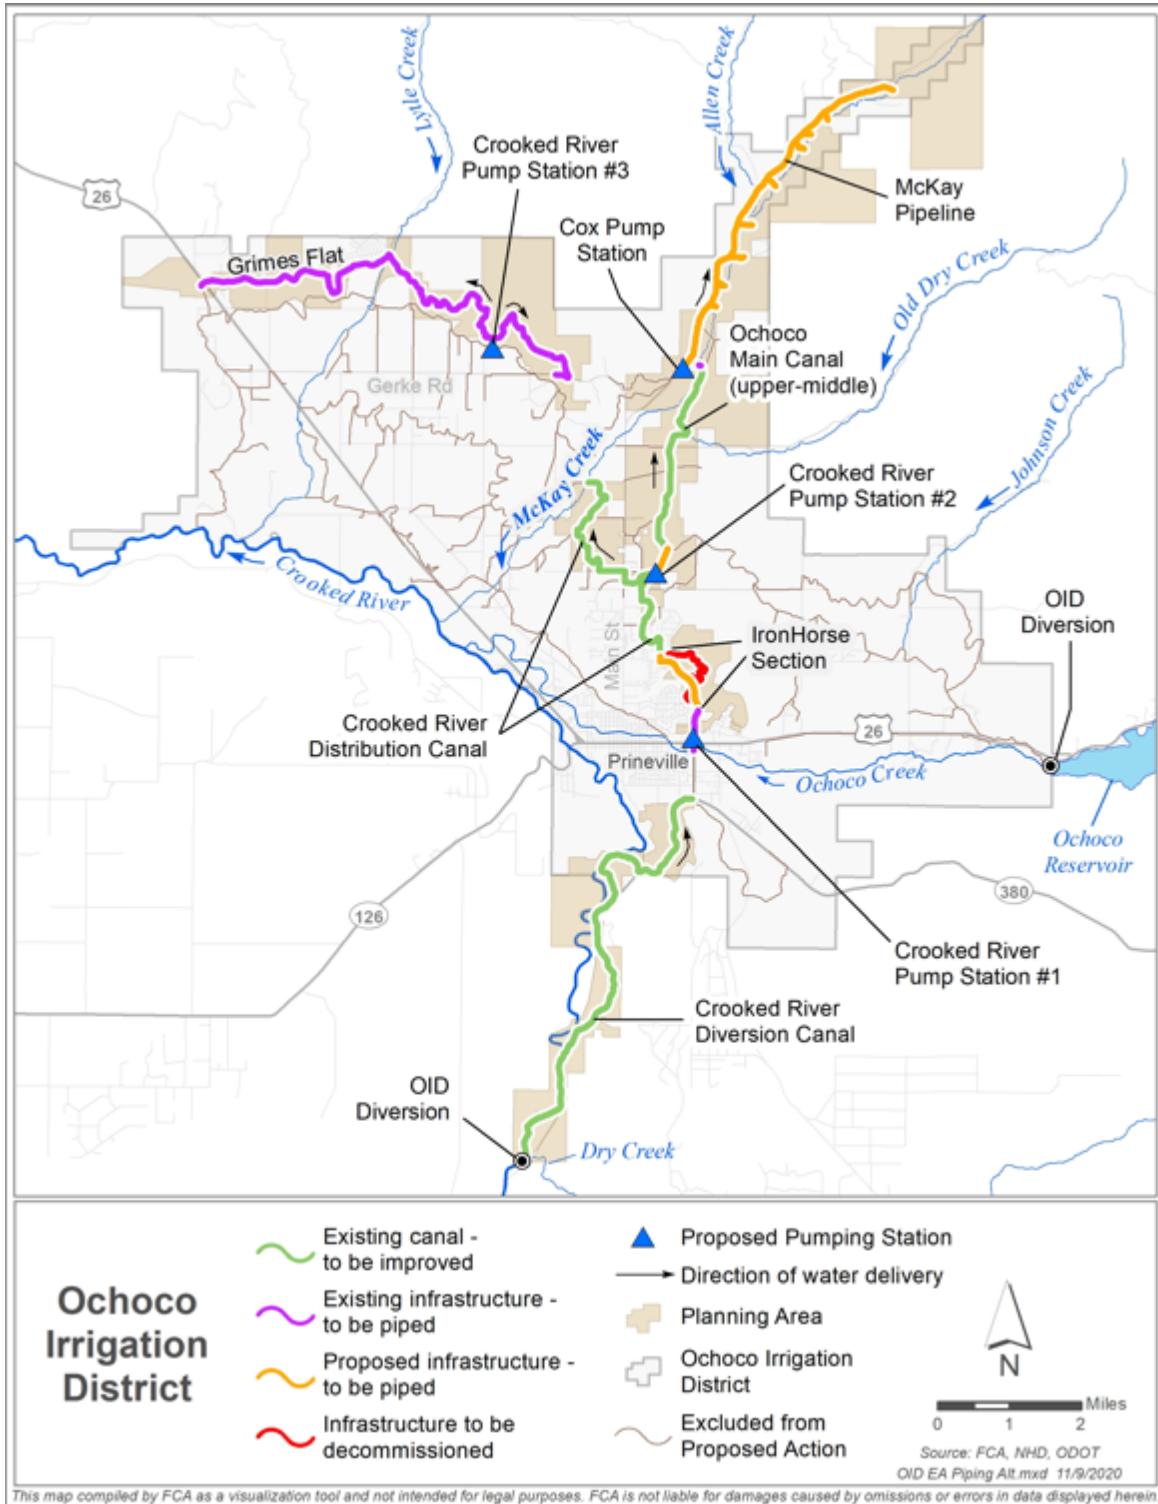 Lytle Creek
Allen Creek
Crooked River
Pump Station #3
26
McKay
Pipeline
Cox Pump
Station
Grimes Flat
Old Dry Creek
Ochoco
Main Canal
(upper-middle)
Gerke Rd
Johnson Creek
McKay Creek
Crooked River
Pump Station #2
Crooked River
OID
Diversion
IronHorse
Section
Main St
Crooked River
Distribution Canal
26
Prineville
Ochoco Creek
Ochoco
Reservoir
380
126
Crooked River
Pump Station #1
Crooked River
Diversion Canal
OID
Diversion
Dry Creek
Ochoco
Irrigation
District
Existing canal -
to be improved
Existing infrastructure -
to be piped
Proposed infrastructure -
to be piped
Infrastructure to be
decommissioned
Proposed Pumping Station
Direction of water delivery
Planning Area
Ochoco Irrigation
District
Excluded from
Proposed Action
N
Miles
0 1 2
Source: FCA, NHD, ODOT
OID EA Piping Alt.mxd 11/9/2020
This map compiled by FCA as a visualization tool and not intended for legal purposes. FCA is not liable for damages caused by omissions or errors in data displayed herein.